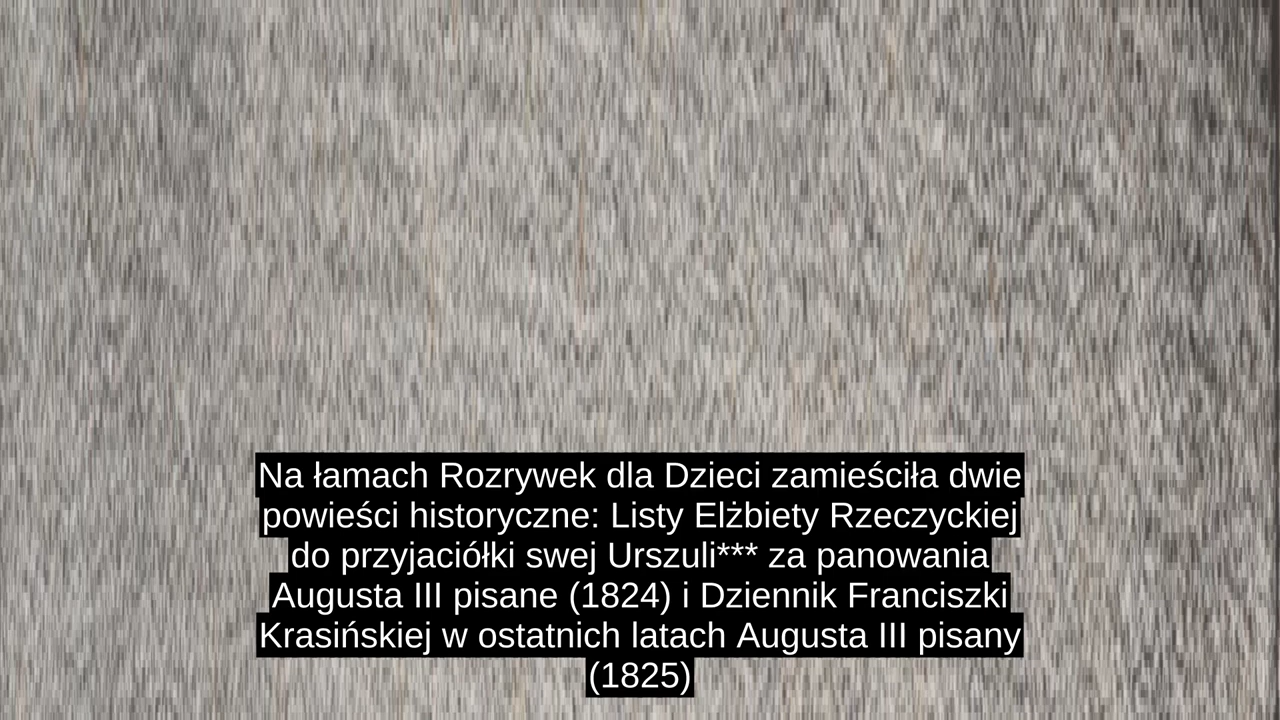 Na łamach Rozrywek dla Dzieci zamieściła dwie
powieści historyczne: Listy Elżbiety Rzeczyckiej
do przyjaciółki swej Urszuli*** za panowania
Augusta III pisane (1824) i Dziennik Franciszki
Krasińskiej w ostatnich latach Augusta III pisany
(1825)